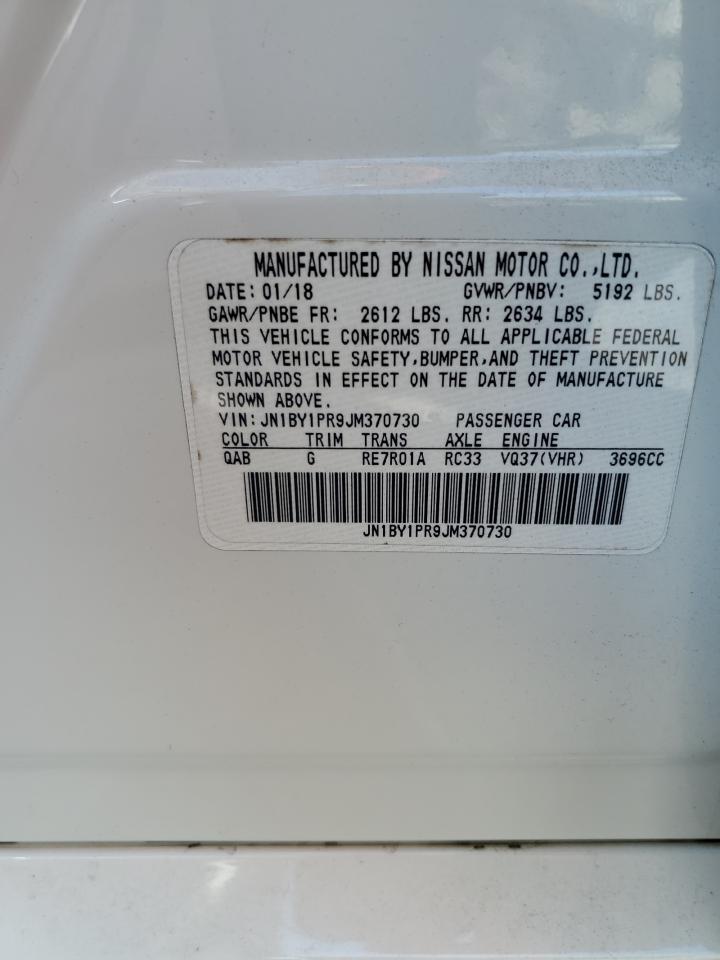 MANUFACTURED BY NISSAN MOTOR CO.,LTD.
DATE: 01/18 GVWR/PNBV: 5192 LBS.
GAWR/PNBE FR: 2612 LBS. RR: 2634 LBS.
THIS VEHICLE CONFORMS TO ALL APPLICABLE FEDERAL
MOTOR VEHICLE SAFETY,BUMPER,AND THEFT PREVENTION
STANDARDS IN EFFECT ON THE DATE OF MANUFACTURE
SHOWN ABOVE.
VIN: JN1BY1PR9JM370730 PASSENGER CAR
COLOR TRIM TRANS AXLE ENGINE
QAB G RE7R01A RC33 VQ37(VHR) 3696CC
JN1BY1PR9JM370730